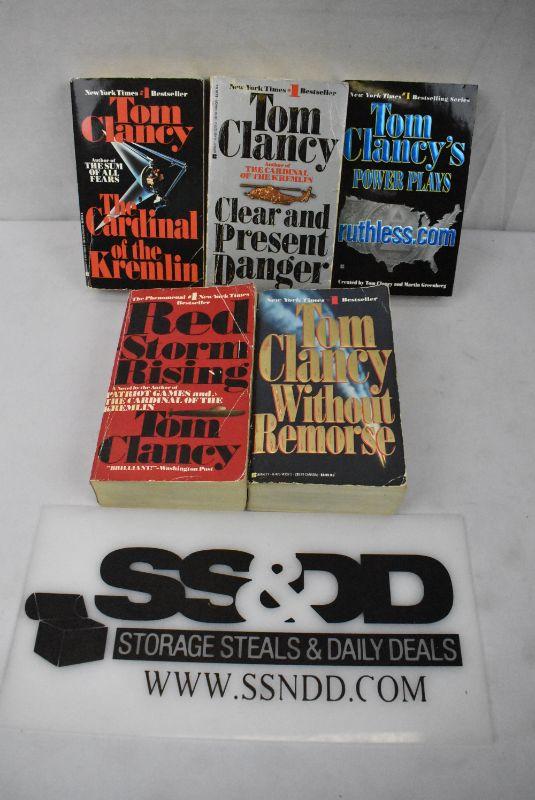 New York Times #1 Bestseller
Tom
Clancy
Author of
THE SUM
OF ALL
FEARS
The
Cardinal
of the
Kremlin
New York Times #1 Bestseller
Tom
Clancy
Author of
THE CARDINAL
OF THE KREMLIN
Clear and
Present
Danger
New York Times #1 Bestselling Series
Tom
Clancy's
POWER PLAYS
ruthless.com
Created by Tom Clancy and Martin Greenberg
The Phenomenal #1 New York Times
Bestseller
Red
Storm
Rising
A Novel by the Author of
PATRIOT GAMES and
THE CARDINAL OF THE
KREMLIN
Tom
Clancy
"BRILLIANT!"-Washington Post
New York Times #1 Bestseller
Tom
Clancy
Without
Remorse
SS&DD
STORAGE STEALS & DAILY DEALS
WWW.SSNDD.COM